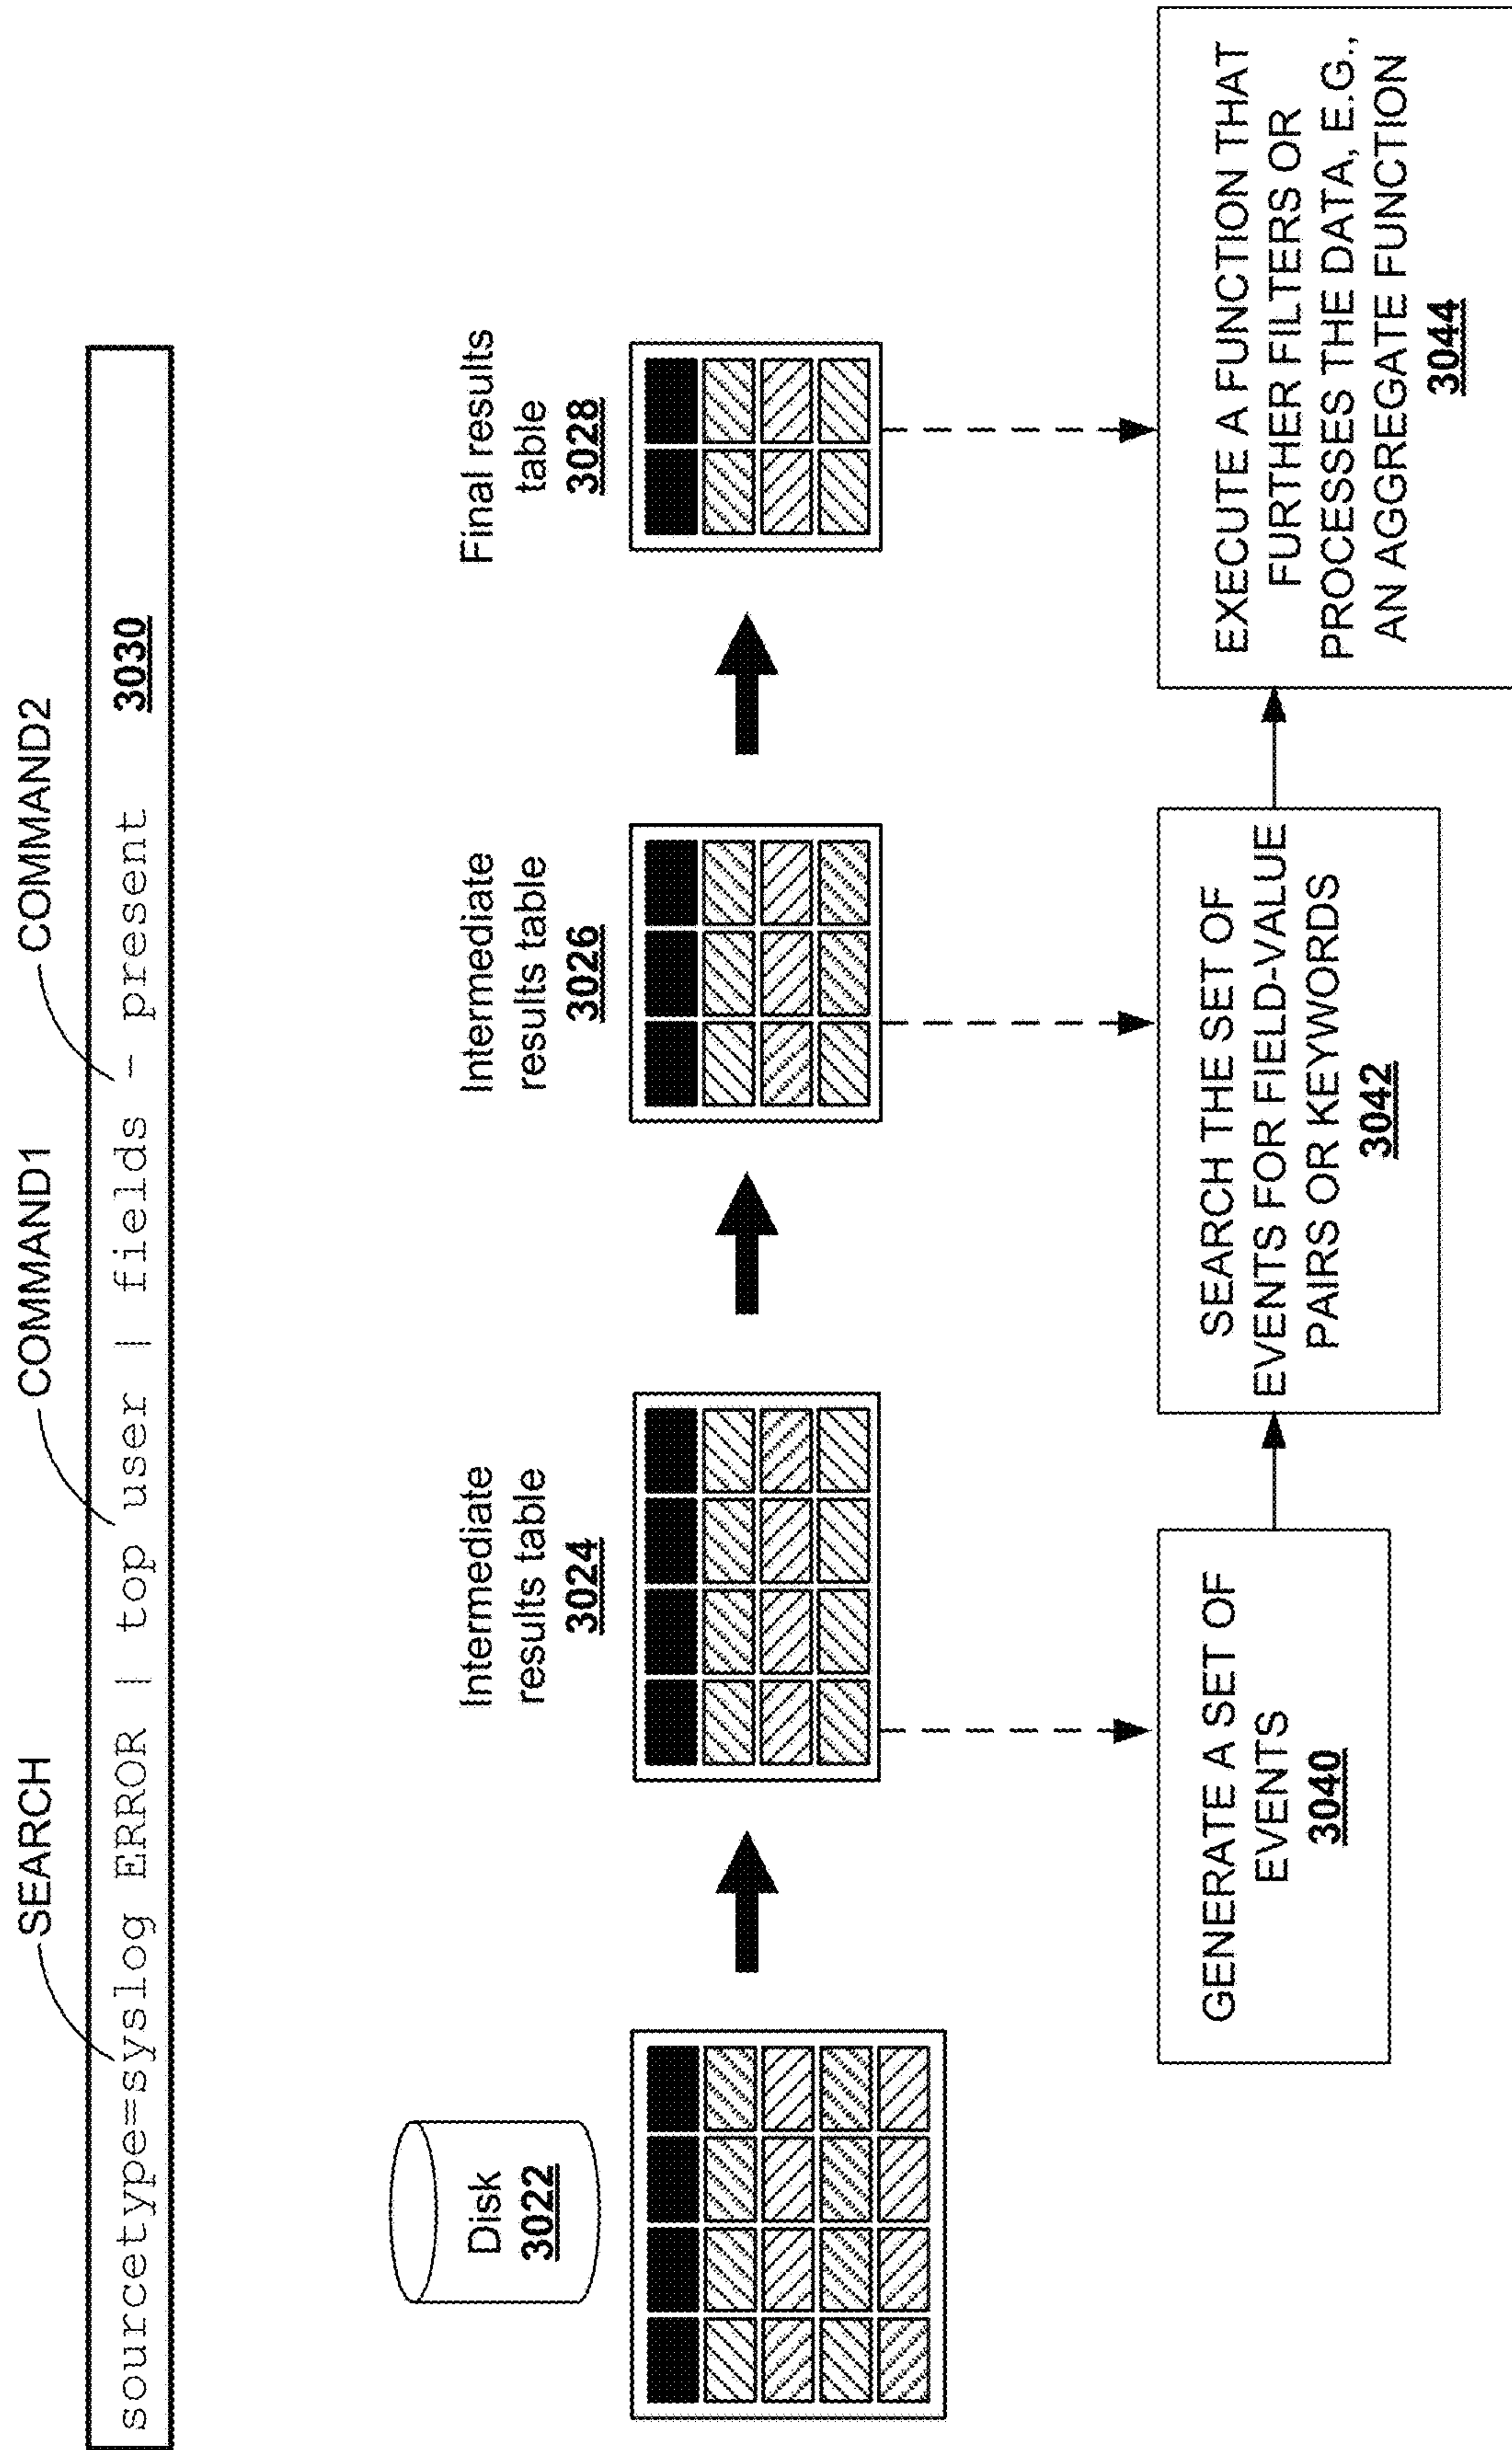 SEARCH
COMMAND1
COMMAND2
sourcetype=syslog ERROR | top user | fields - present 3030
Disk
3022
Intermediate
results table
3024
Intermediate
results table
3026
Final results
table
3028
GENERATE A SET OF
EVENTS
3040
SEARCH THE SET OF
EVENTS FOR FIELD-VALUE
PAIRS OR KEYWORDS
3042
EXECUTE A FUNCTION THAT
FURTHER FILTERS OR
PROCESSES THE DATA, E.G.,
AN AGGREGATE FUNCTION
3044